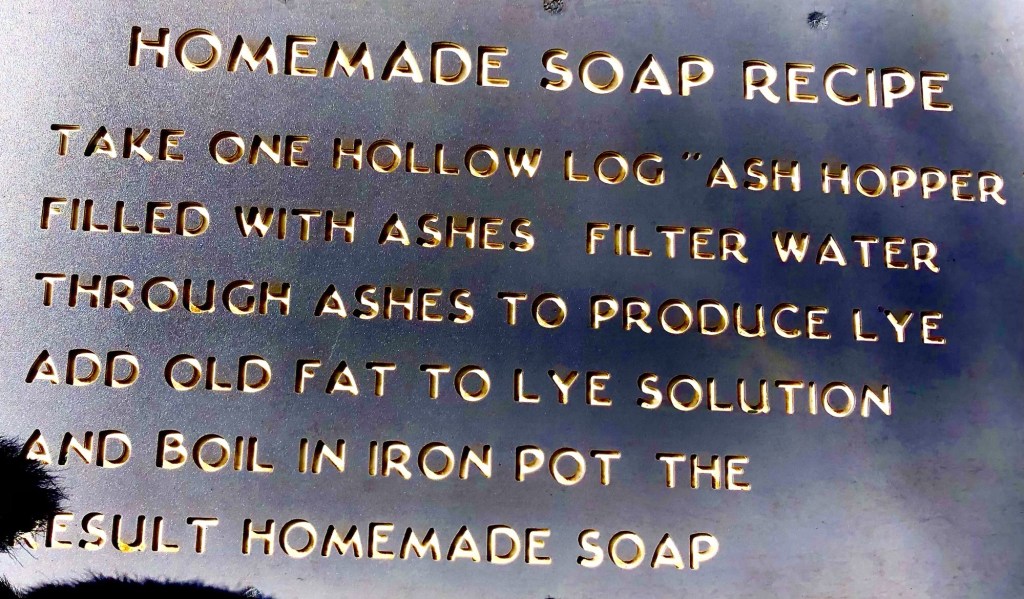 HOMEMADE SOAP RECIPE
TAKE ONE HOLLOW LOG "ASH HOPPER
FILLED WITH ASHES FILTER WATER
THROUGH ASHES TO PRODUCE LYE
ADD OLD FAT TO LYE SOLUTION
AND BOIL IN IRON POT THE
RESULT HOMEMADE SOAP